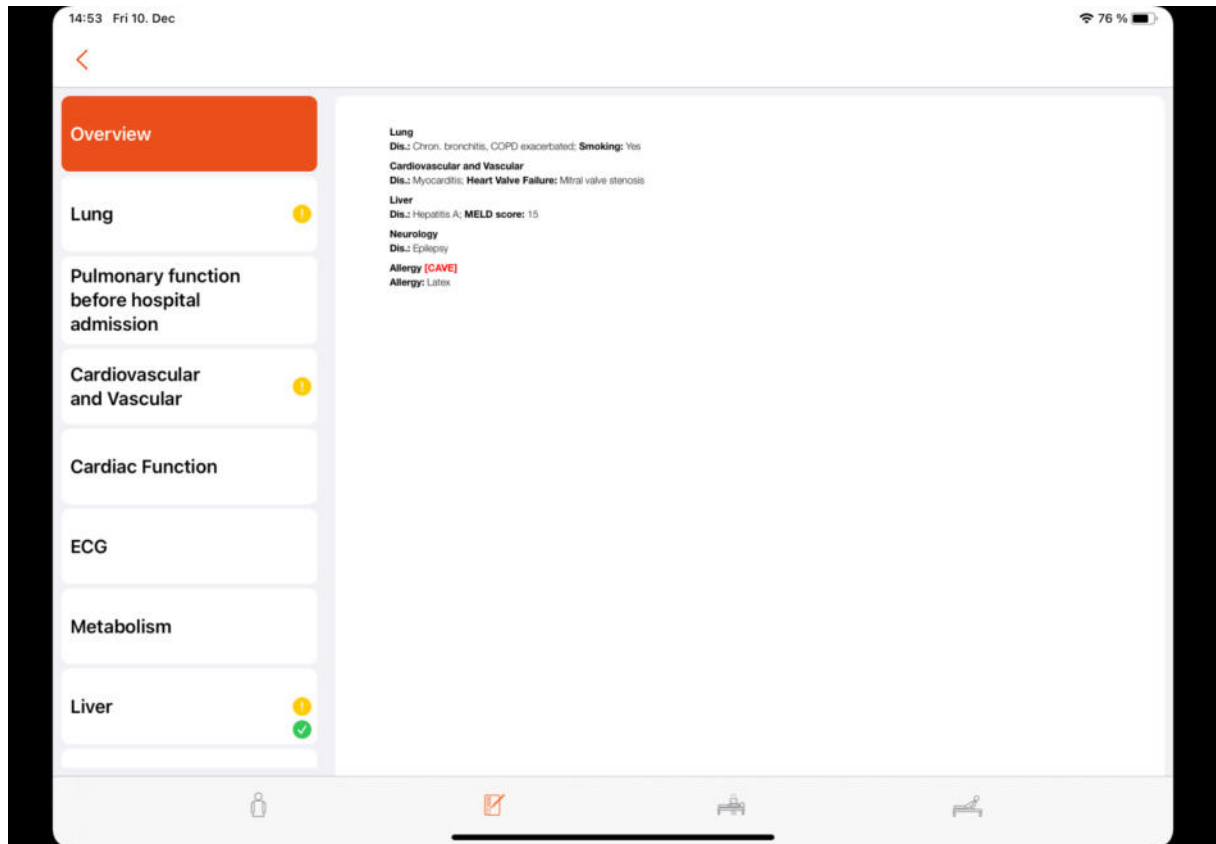 14:53 Fri 10. Dec
76 %
Overview
Lung
Pulmonary function
before hospital
admission
Cardiovascular
and Vascular
Cardiac Function
ECG
Metabolism
Liver
Lung
Dis.: Chron. bronchitis, COPD exacerbated; Smoking: Yes
Cardiovascular and Vascular
Dis.: Myocarditis; Heart Valve Failure: Mitral valve stenosis
Liver
Dis.: Hepatitis A; MELD score: 15
Neurology
Dis.: Epilepsy
Allergy [CAVE]
Allergy: Latex